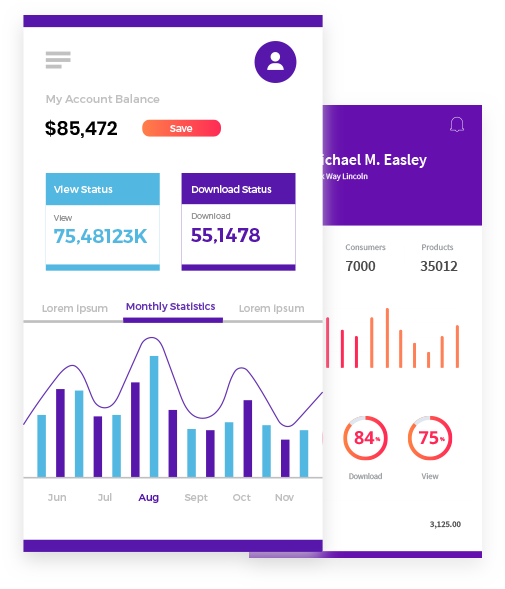 My Account Balance
$85,472
Save
View Status
View
75,48123K
Download Status
Download
55,1478
Lorem Ipsum
Monthly Statistics
Lorem Ipsum
Jun
Jul
Aug
Sept
Oct
Nov
M. Easley
Way Lincoln
Consumers
Products
7000
35012
84%
75%
Download
View
3,125.00